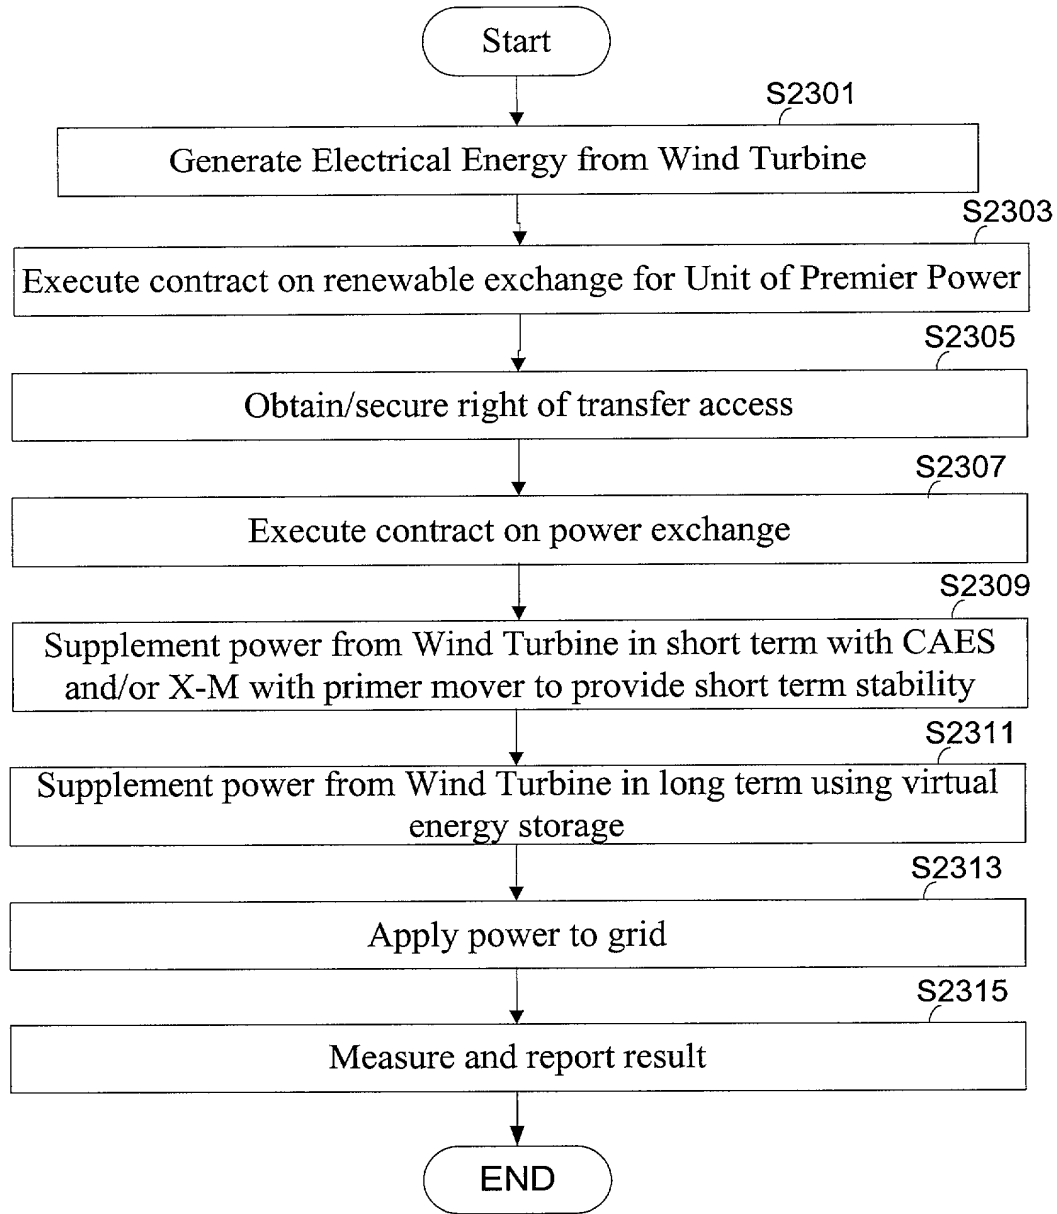 Start
S2301
Generate Electrical Energy from Wind Turbine
S2303
Execute contract on renewable exchange for Unit of Premier Power
S2305
Obtain/secure right of transfer access
S2307
Execute contract on power exchange
S2309
Supplement power from Wind Turbine in short term with CAES
and/or X-M with primer mover to provide short term stability
S2311
Supplement power from Wind Turbine in long term using virtual
energy storage
S2313
Apply power to grid
S2315
Measure and report result
END